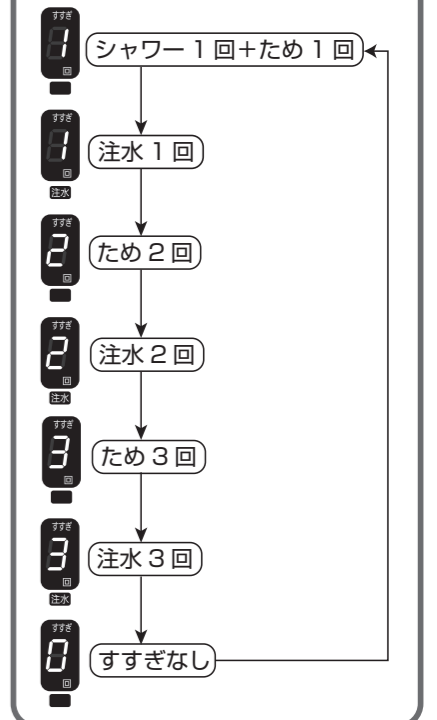 すすぎ
1
回
シャワー1回＋ため1回
すすぎ
1
回
注水
注水1回
すすぎ
2
回
ため2回
すすぎ
2
回
注水
注水2回
すすぎ
3
回
ため3回
すすぎ
3
回
注水
注水3回
すすぎ
0
回
すすぎなし